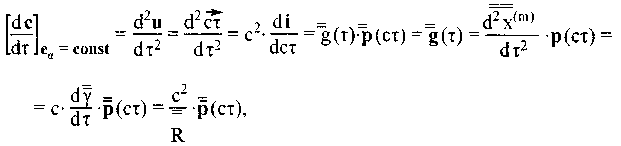 [dc/dτ]e_α = const = d²u/dτ² = d²c⃗τ/dτ² = c²· di/dcτ = g̿(τ)·p̿(cτ) = g̿(τ) = d²x̿⁽ᵐ⁾/dτ² ·p(cτ) =
= c· dγ̿/dτ ·p̿(cτ) = c²/R̿ ·p̿(cτ),